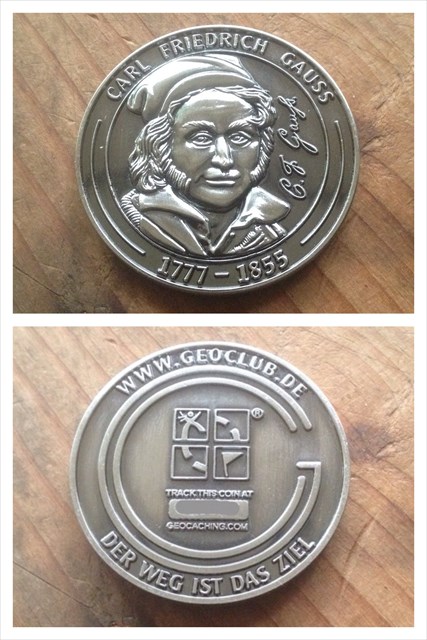 CARL FRIEDRICH GAUSS
C. F. Gauß
1777 – 1855
WWW.GEOCLUB.DE
®
TRACK THIS COIN AT
GEOCACHING.COM
DER WEG IST DAS ZIEL